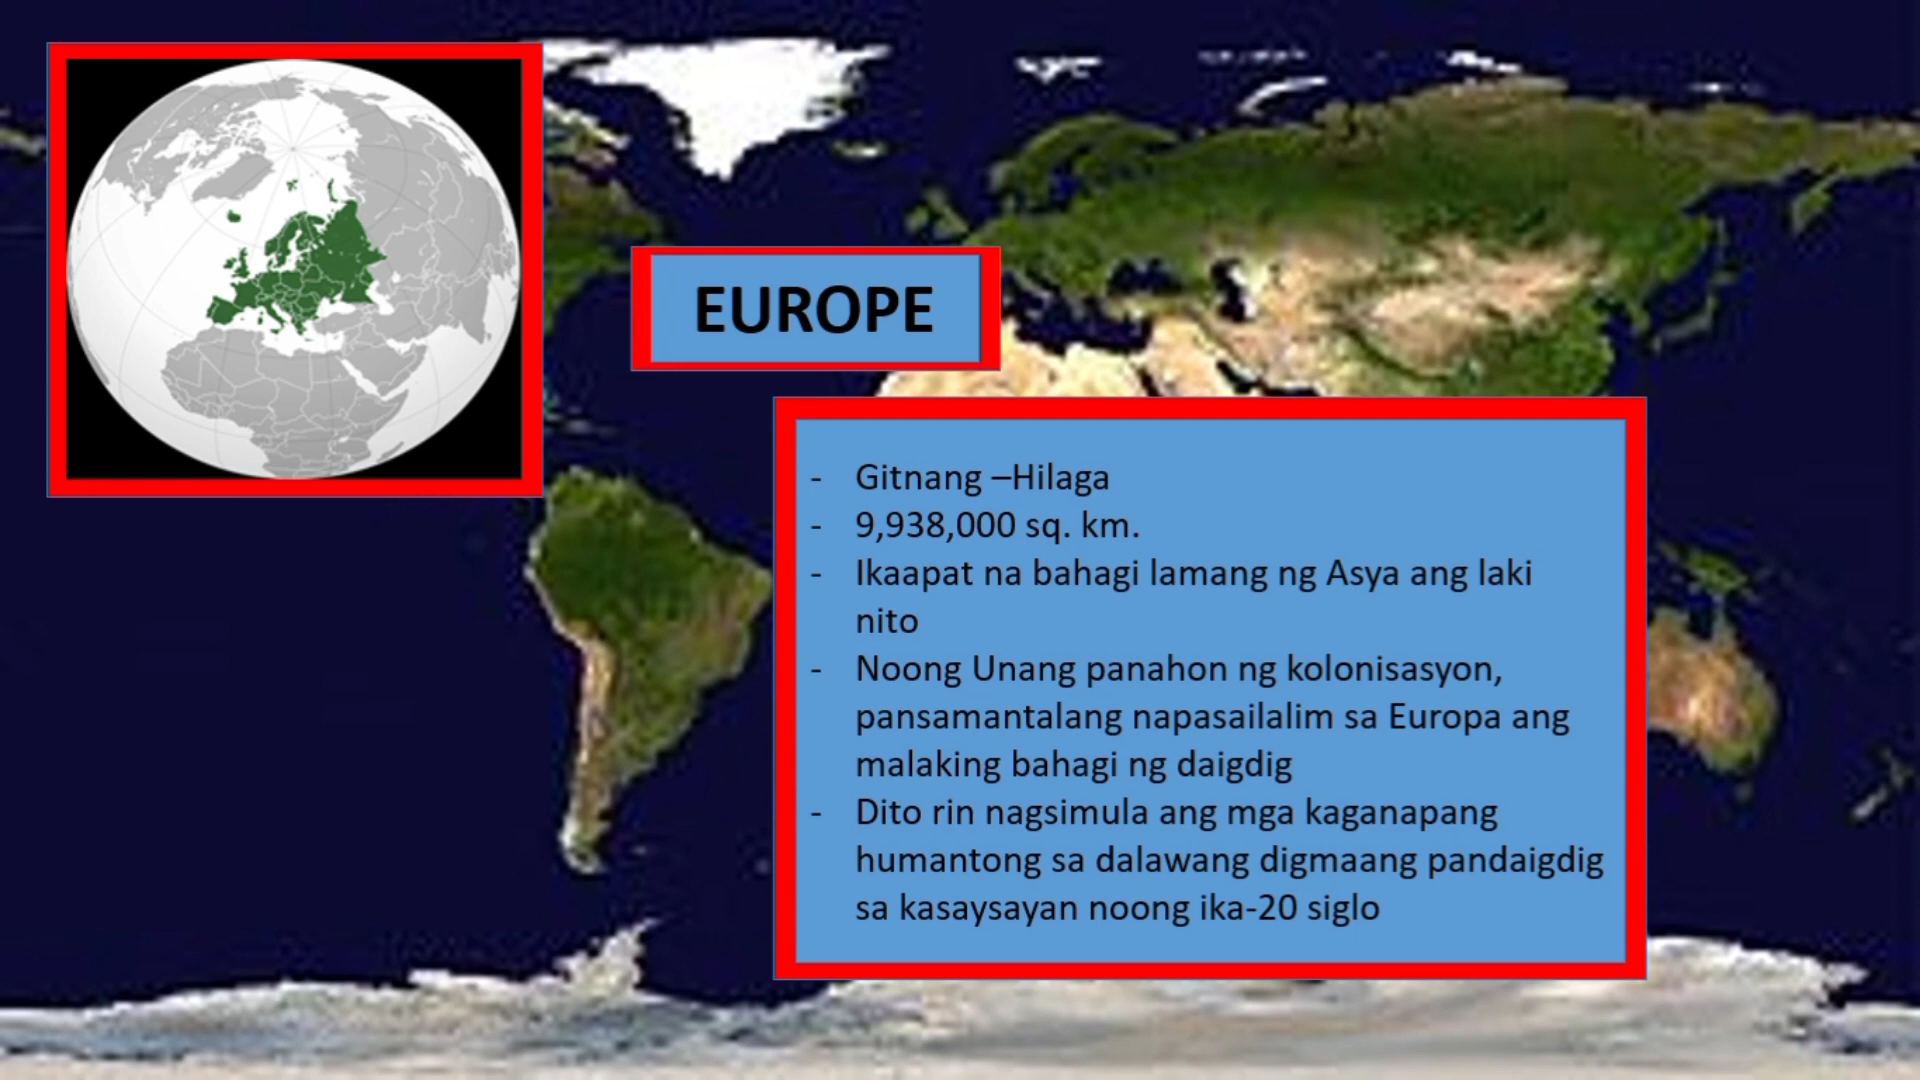 EUROPE
- Gitnang –Hilaga
- 9,938,000 sq. km.
- Ikaapat na bahagi lamang ng Asya ang laki
nito
- Noong Unang panahon ng kolonisasyon,
pansamantalang napasailalim sa Europa ang
malaking bahagi ng daigdig
- Dito rin nagsimula ang mga kaganapang
humantong sa dalawang digmaang pandaigdig
sa kasaysayan noong ika-20 siglo